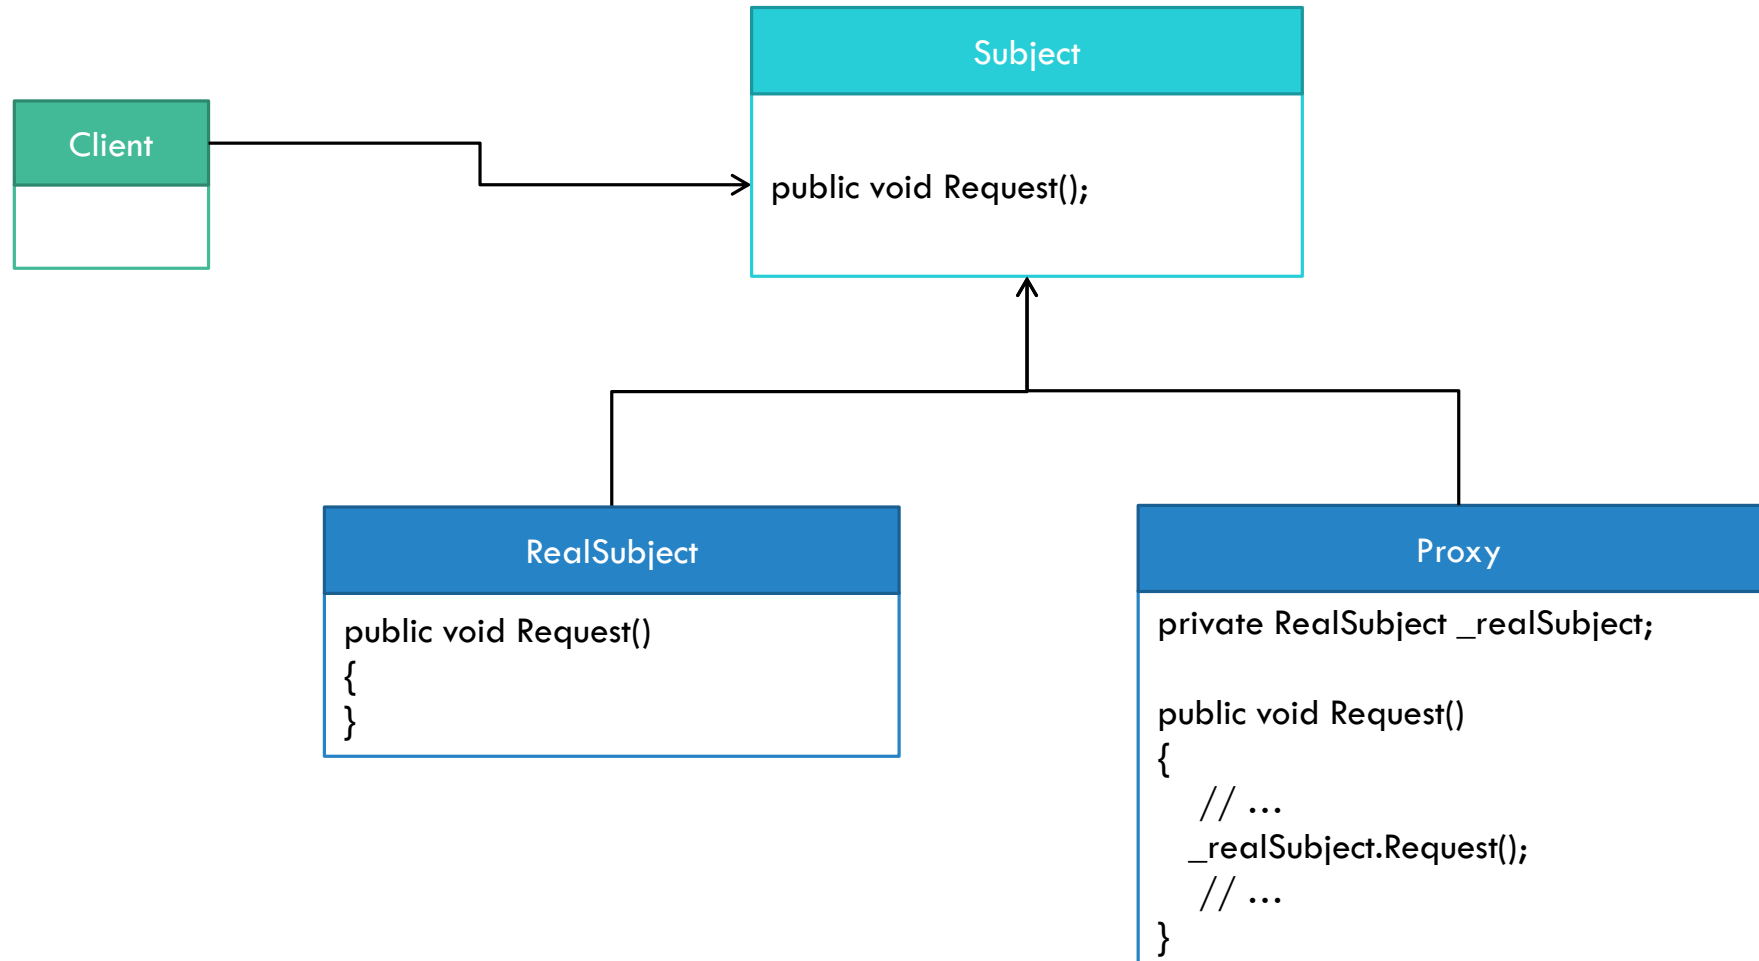 Subject
public void Request();
Client
RealSubject
public void Request()
{
}
Proxy
private RealSubject _realSubject;
public void Request()
{
// ...
_realSubject.Request();
// ...
}